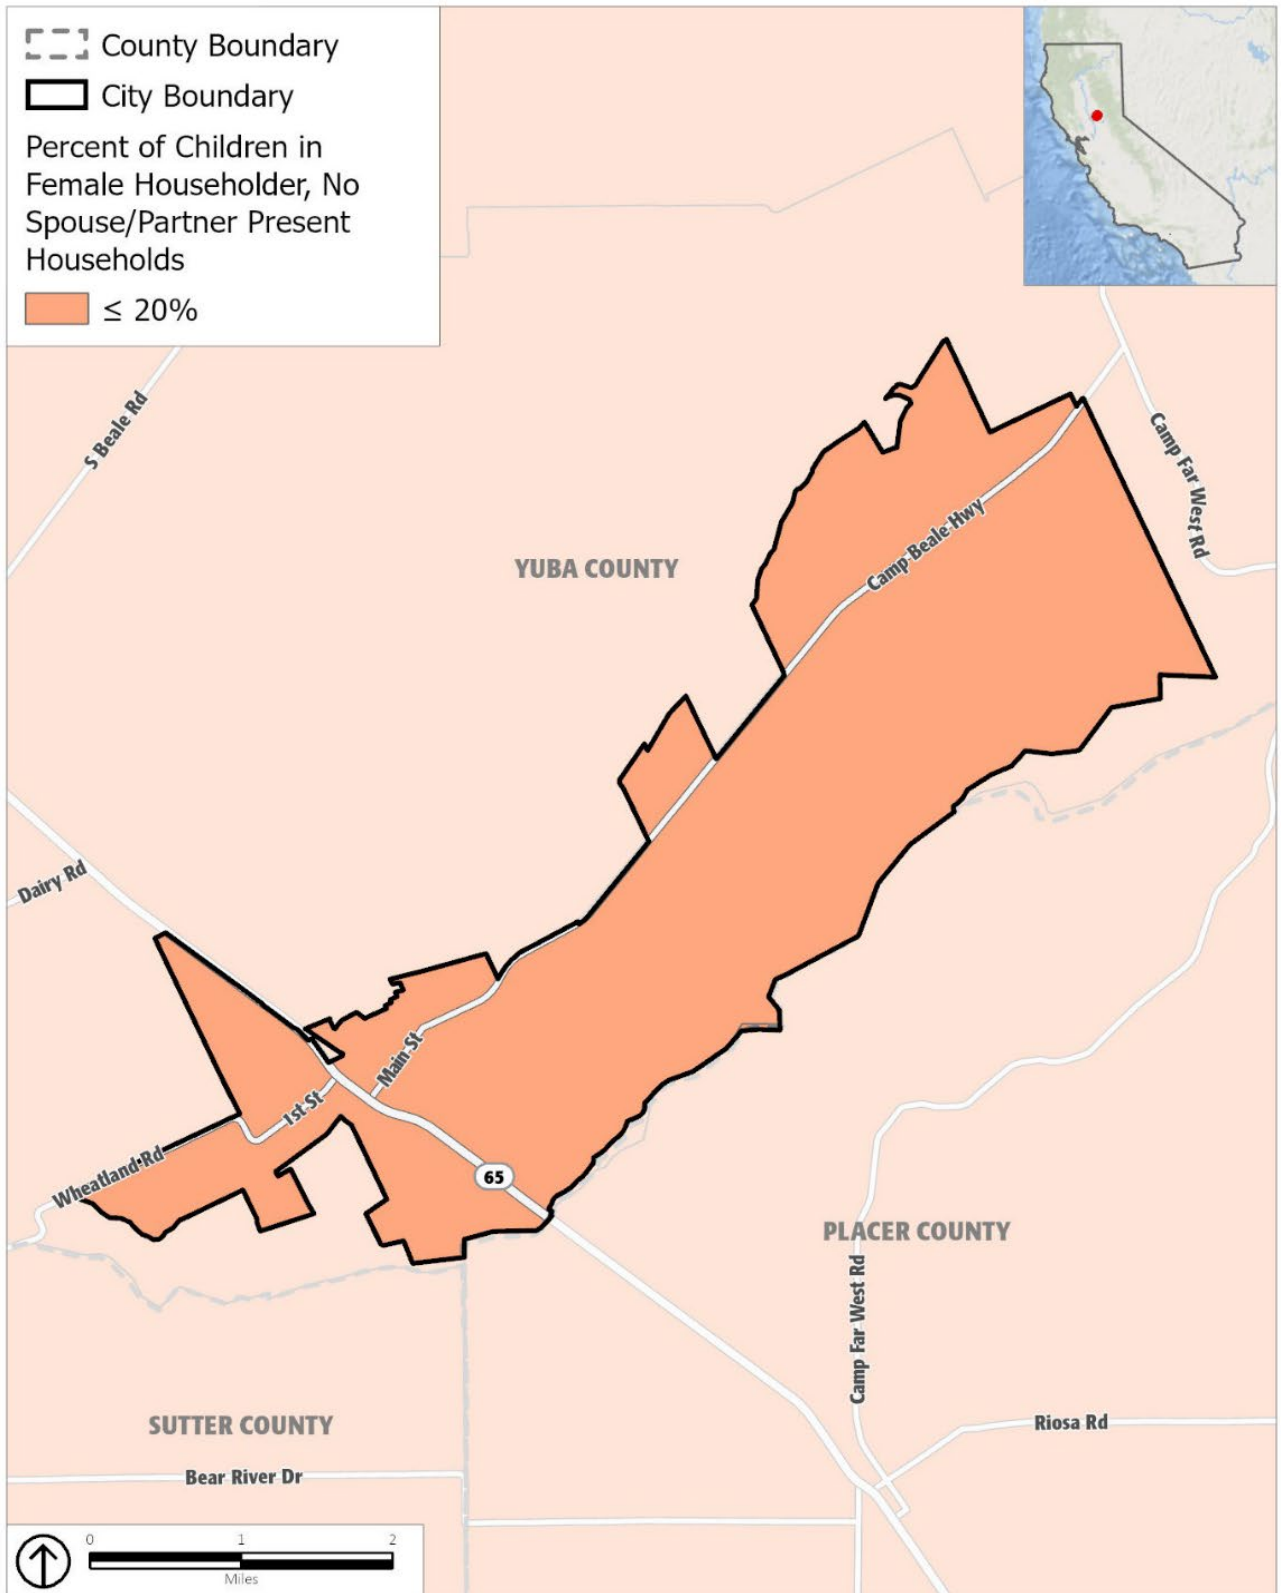 County Boundary
City Boundary
Percent of Children in
Female Householder, No
Spouse/Partner Present
Households
≤ 20%
S Beale Rd
Camp Far West Rd
Camp Beale Hwy
YUBA COUNTY
Dairy Rd
Main St
1st St
Wheatland Rd
65
PLACER COUNTY
Camp Far West Rd
SUTTER COUNTY
Riosa Rd
Bear River Dr
0 1 2
Miles